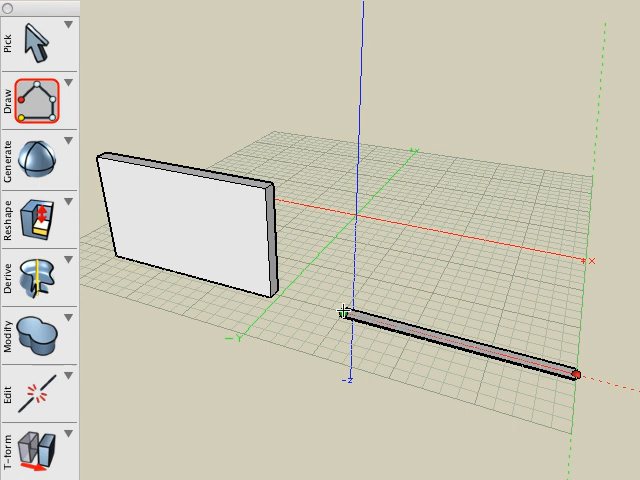 Pick
Draw
Generate
Reshape
Derive
Modify
Edit
T-form
+X
-Y
-Z